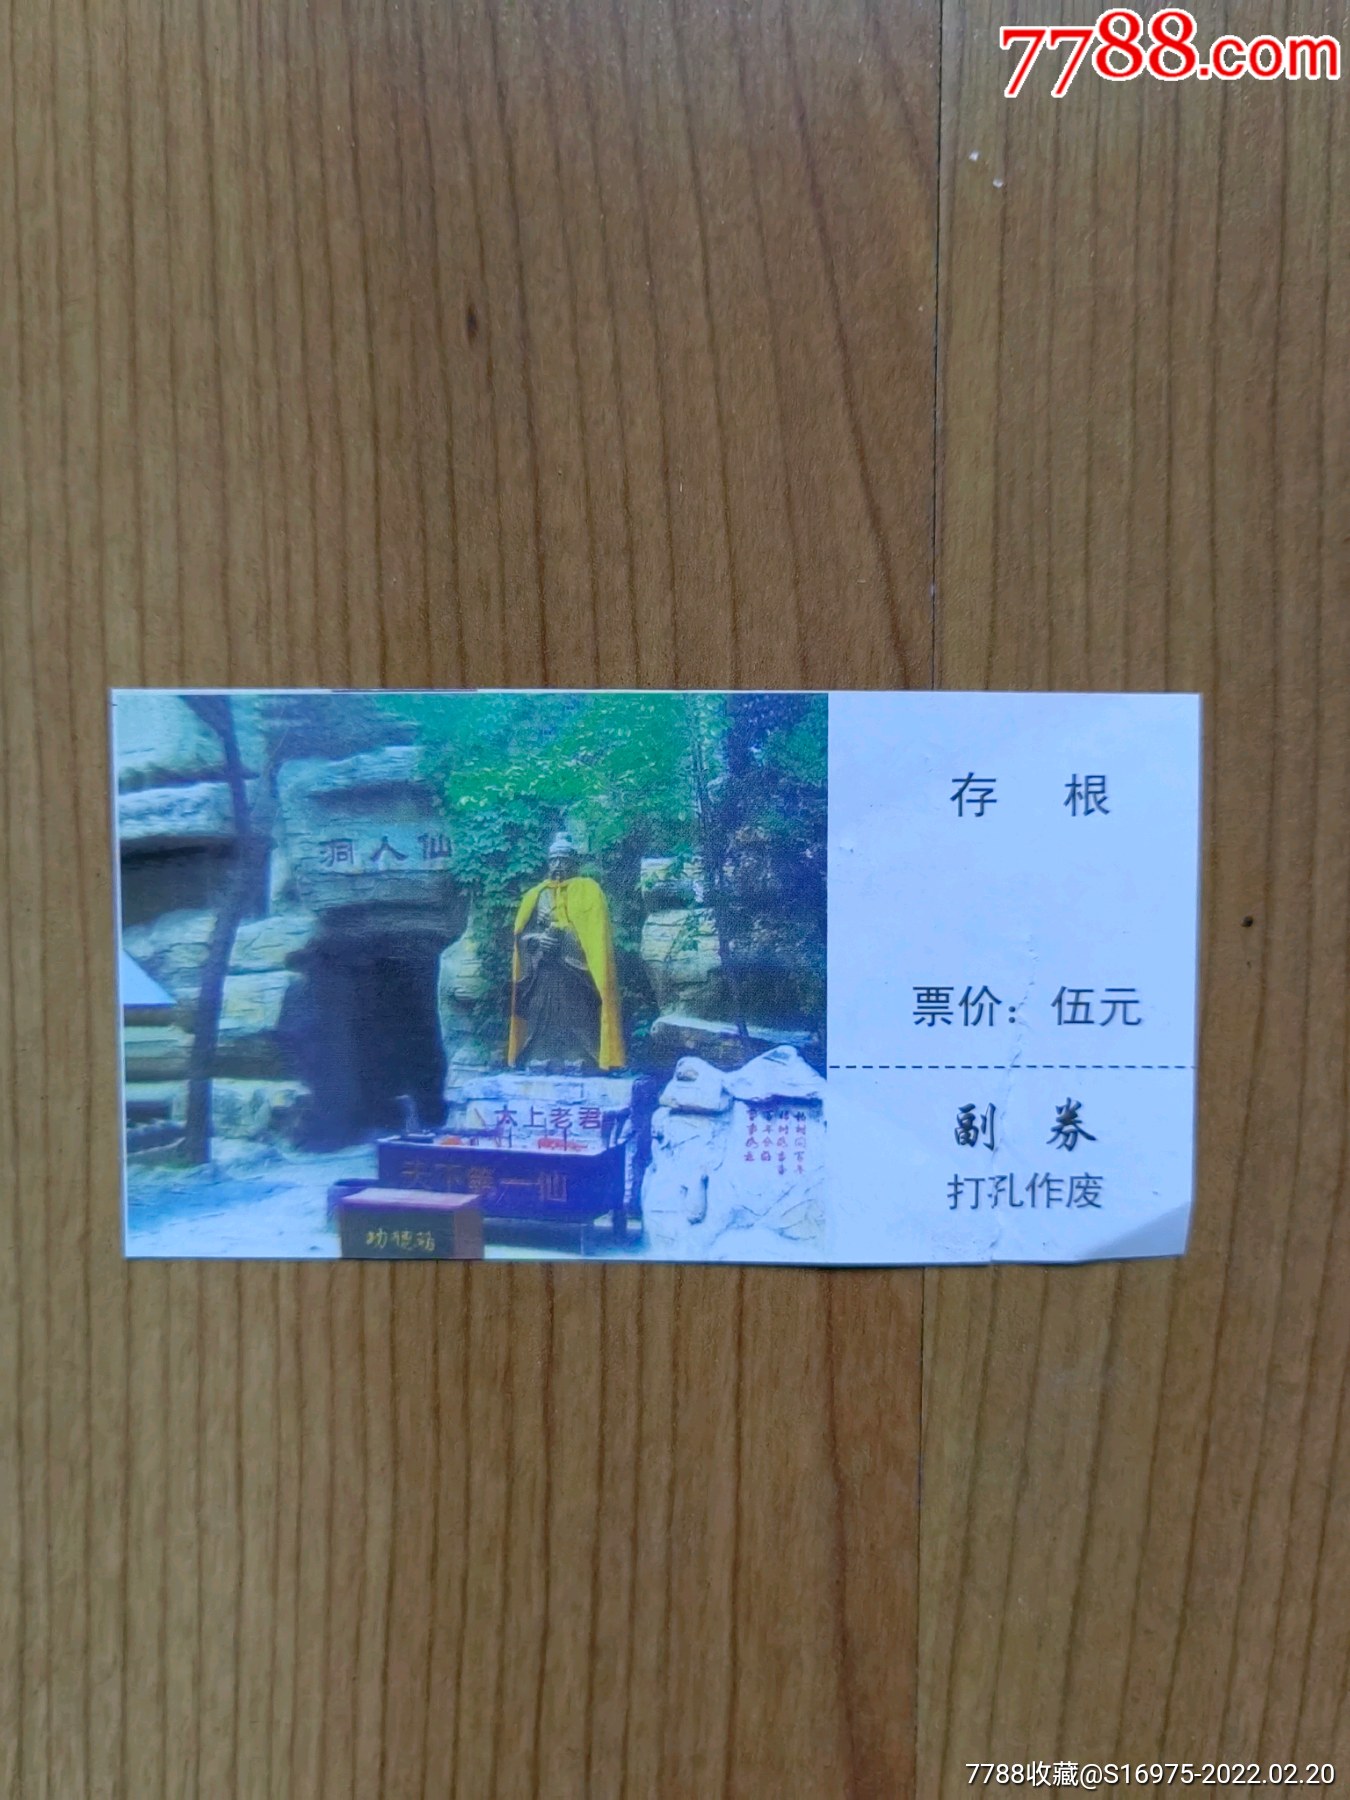 7788.com
洞人仙
太上老君
天下第一仙
功德箱
存 根
票价：伍元
副 券
打孔作废
7788收藏@S16975-2022.02.20